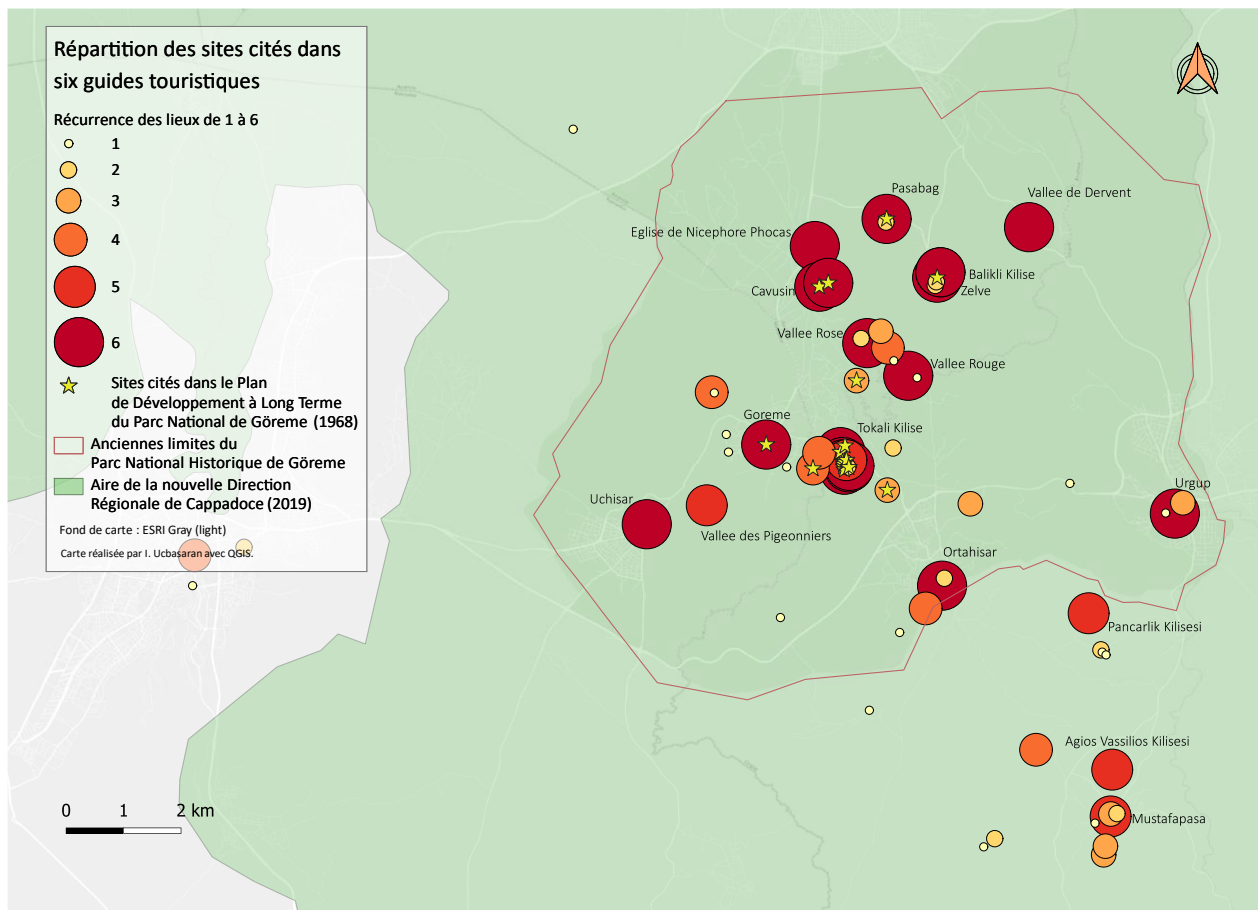 Répartition des sites cités dans
six guides touristiques
Récurrence des lieux de 1 à 6
1
2
3
4
5
6
Sites cités dans le Plan
de Développement à Long Terme
du Parc National de Göreme (1968)
Anciennes limites du
Parc National Historique de Göreme
Aire de la nouvelle Direction
Régionale de Cappadoce (2019)
Fond de carte : ESRI Gray (light)
Carte réalisée par I. Ucbasaran avec QGIS.
0 1 2 km
Pasabag
Vallee de Dervent
Eglise de Nicephore Phocas
Balikli Kilise
Cavusin
Zelve
Vallee Rose
Vallee Rouge
Goreme
Tokali Kilise
Urgup
Uchisar
Vallee des Pigeonniers
Ortahisar
Pancarlik Kilisesi
Agios Vassilios Kilisesi
Mustafapasa